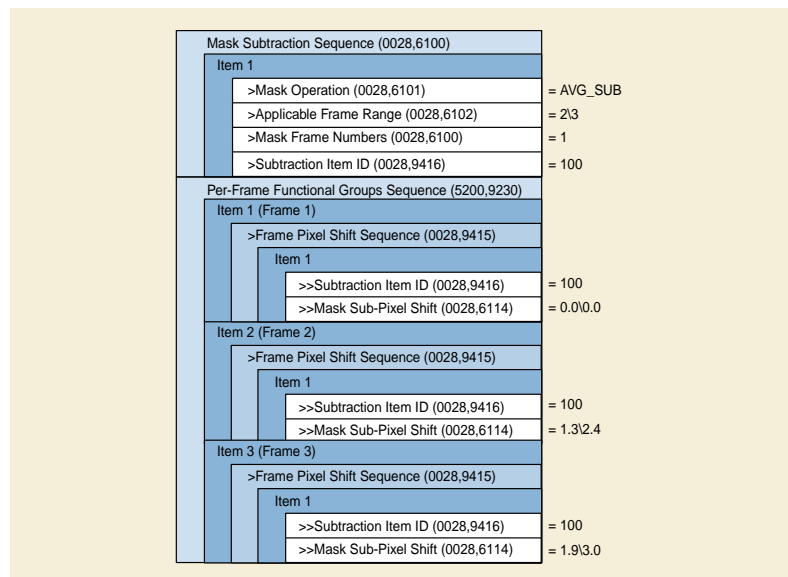 Mask Subtraction Sequence (0028,6100)
Item 1
>Mask Operation (0028,6101) = AVG_SUB
>Applicable Frame Range (0028,6102) = 2\3
>Mask Frame Numbers (0028,6100) = 1
>Subtraction Item ID (0028,9416) = 100
Per-Frame Functional Groups Sequence (5200,9230)
Item 1 (Frame 1)
>Frame Pixel Shift Sequence (0028,9415)
Item 1
>>Subtraction Item ID (0028,9416) = 100
>>Mask Sub-Pixel Shift (0028,6114) = 0.0\0.0
Item 2 (Frame 2)
>Frame Pixel Shift Sequence (0028,9415)
Item 1
>>Subtraction Item ID (0028,9416) = 100
>>Mask Sub-Pixel Shift (0028,6114) = 1.3\2.4
Item 3 (Frame 3)
>Frame Pixel Shift Sequence (0028,9415)
Item 1
>>Subtraction Item ID (0028,9416) = 100
>>Mask Sub-Pixel Shift (0028,6114) = 1.9\3.0